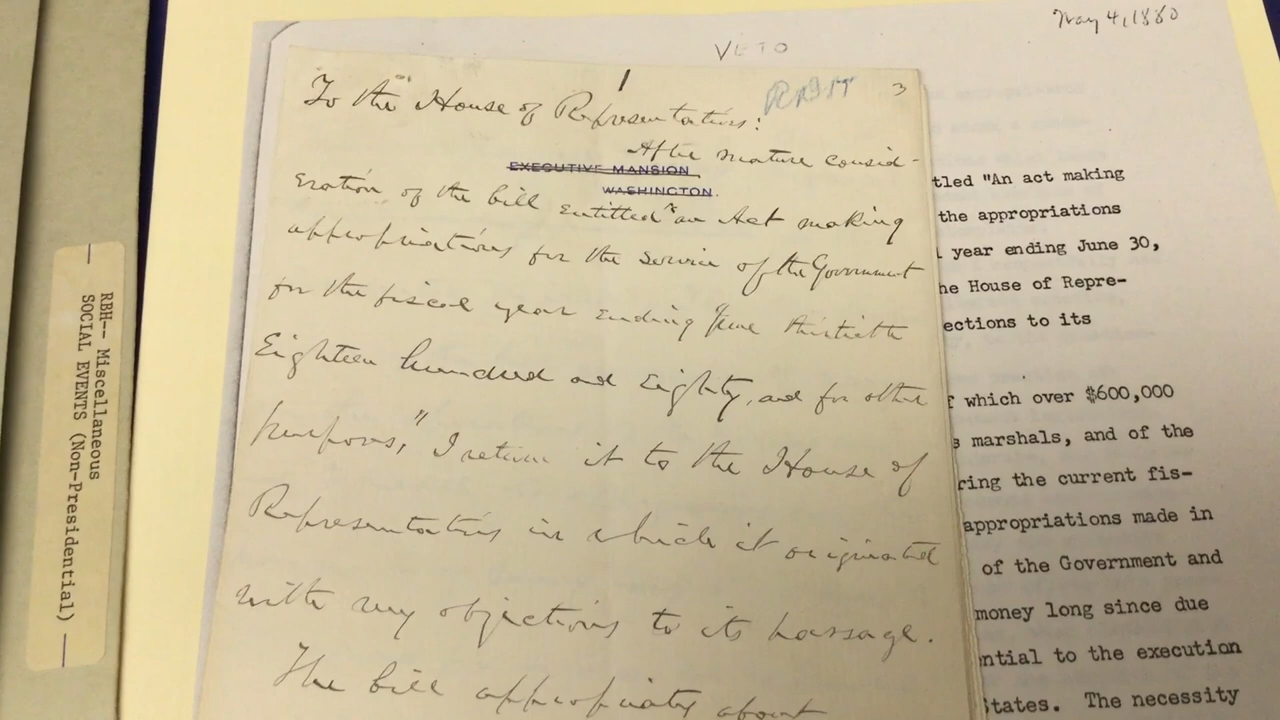 May 4, 1880
VETO
3
To the House of Representatives:
After mature consid-
EXECUTIVE MANSION
WASHINGTON.
eration of the bill entitled "an Act making
appropriations for the Service of the Government
for the fiscal year ending June thirtieth
Eighteen hundred and Eighty, and for other
purposes," I return it to the House of
Representatives in which it originated
with my objections to its passage.
The bill appropriates about
tled "An act making
the appropriations
l year ending June 30,
he House of Repre-
ections to its
f which over $600,000
s marshals, and of the
ring the current fis-
appropriations made in
of the Government and
money long since due
ntial to the execution
States. The necessity
RBH-- Miscellaneous
SOCIAL EVENTS (Non-Presidential)